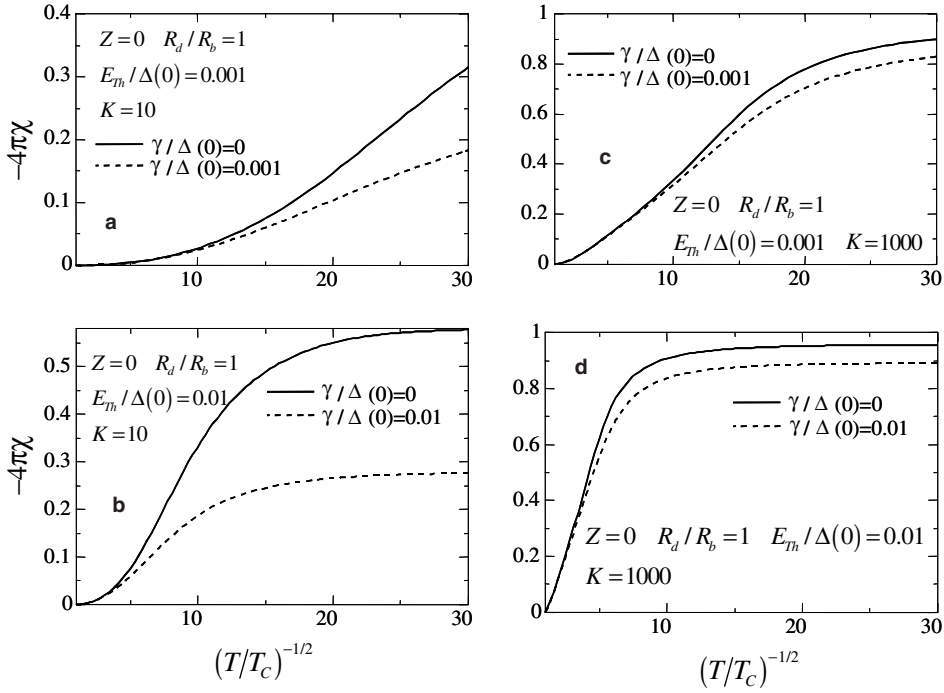 0.4
0.3
0.2
0.1
0
−4πχ
Z=0 R_d/R_b=1
E_Th/Δ(0)=0.001
K=10
γ/Δ(0)=0
γ/Δ(0)=0.001
a
10 20 30
1
0.8
0.6
0.4
0.2
0
γ/Δ(0)=0
γ/Δ(0)=0.001
c
Z=0 R_d/R_b=1
E_Th/Δ(0)=0.001 K=1000
10 20 30
0.5
0.4
0.3
0.2
0.1
0
−4πχ
Z=0 R_d/R_b=1
E_Th/Δ(0)=0.01
K=10
γ/Δ(0)=0
γ/Δ(0)=0.01
b
10 20 30
(T/T_C)^−1/2
1
0.8
0.6
0.4
0.2
0
d
γ/Δ(0)=0
γ/Δ(0)=0.01
Z=0 R_d/R_b=1 E_Th/Δ(0)=0.01
K=1000
10 20 30
(T/T_C)^−1/2